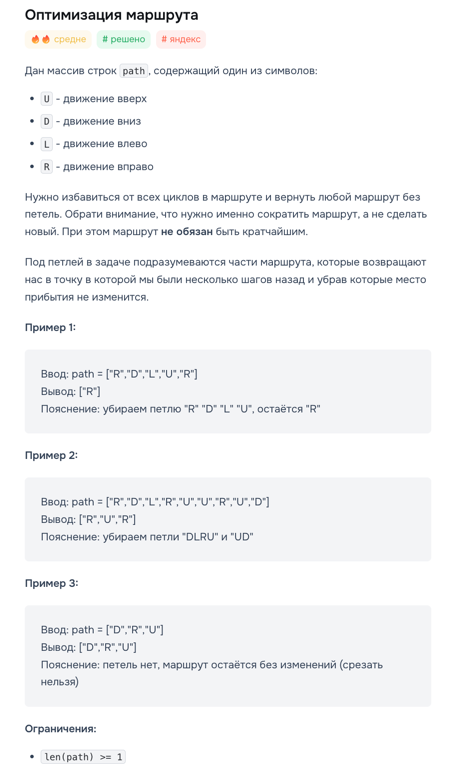 Оптимизация маршрута
🔥🔥 средне # решено # яндекс
Дан массив строк path, содержащий один из символов:
• U - движение вверх
• D - движение вниз
• L - движение влево
• R - движение вправо
Нужно избавиться от всех циклов в маршруте и вернуть любой маршрут без
петель. Обрати внимание, что нужно именно сократить маршрут, а не сделать
новый. При этом маршрут не обязан быть кратчайшим.
Под петлей в задаче подразумеваются части маршрута, которые возвращают
нас в точку в которой мы были несколько шагов назад и убрав которые место
прибытия не изменится.
Пример 1:
Ввод: path = ["R","D","L","U","R"]
Вывод: ["R"]
Пояснение: убираем петлю "R" "D" "L" "U", остаётся "R"
Пример 2:
Ввод: path = ["R","D","L","R","U","U","R","U","D"]
Вывод: ["R","U","R"]
Пояснение: убираем петли "DLRU" и "UD"
Пример 3:
Ввод: path = ["D","R","U"]
Вывод: ["D","R","U"]
Пояснение: петель нет, маршрут остаётся без изменений (срезать
нельзя)
Ограничения:
• len(path) >= 1